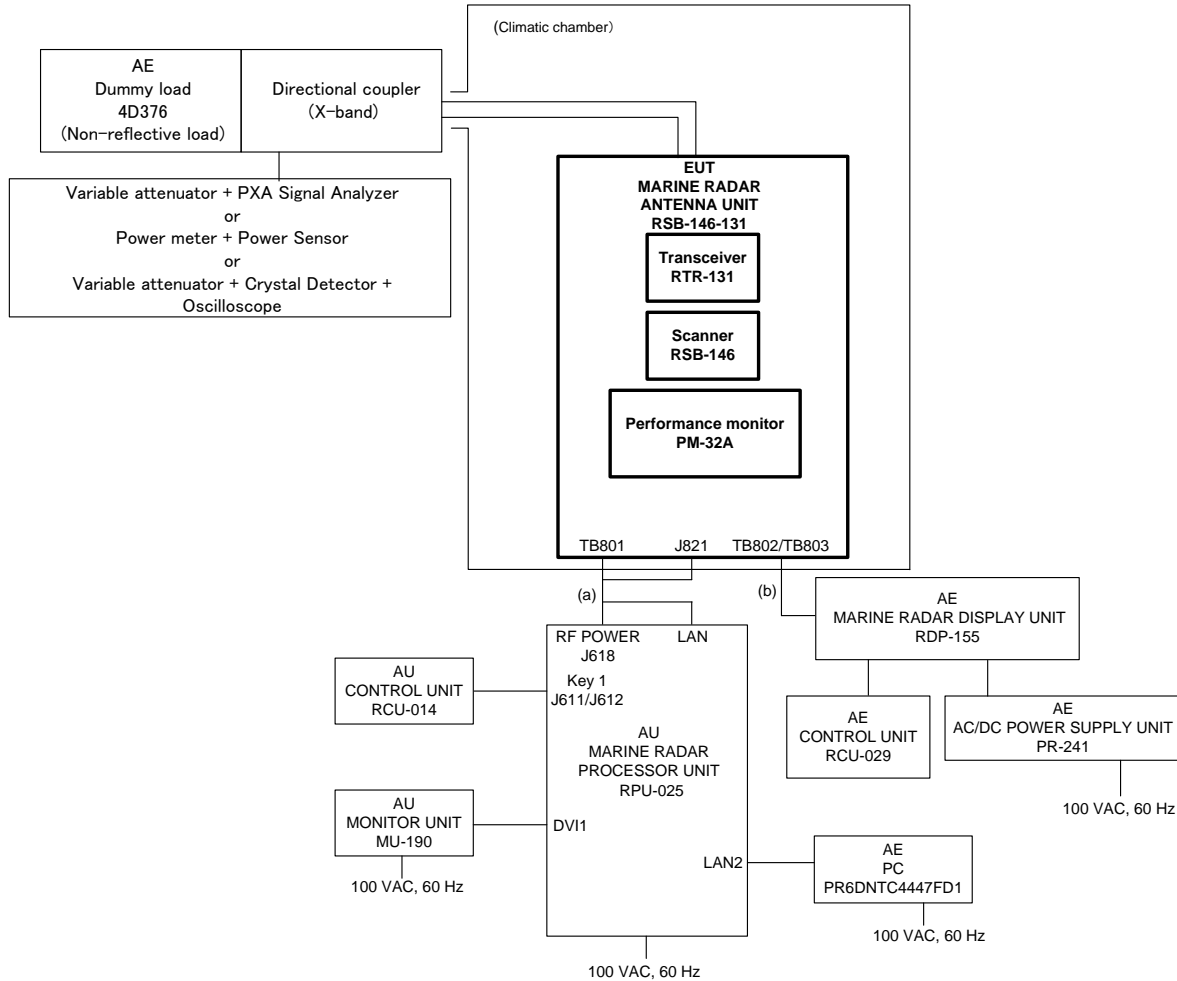 (Climatic chamber)
AE
Dummy load
4D376
(Non-reflective load)
Directional coupler
(X-band)
Variable attenuator + PXA Signal Analyzer
or
Power meter + Power Sensor
or
Variable attenuator + Crystal Detector +
Oscilloscope
EUT
MARINE RADAR
ANTENNA UNIT
RSB-146-131
Transceiver
RTR-131
Scanner
RSB-146
Performance monitor
PM-32A
TB801
J821
TB802/TB803
(a)
(b)
AE
MARINE RADAR DISPLAY UNIT
RDP-155
RF POWER
J618
LAN
Key 1
J611/J612
AU
CONTROL UNIT
RCU-014
AU
MARINE RADAR
PROCESSOR UNIT
RPU-025
AE
CONTROL UNIT
RCU-029
AE
AC/DC POWER SUPPLY UNIT
PR-241
100 VAC, 60 Hz
AU
MONITOR UNIT
MU-190
DVI1
100 VAC, 60 Hz
LAN2
AE
PC
PR6DNTC4447FD1
100 VAC, 60 Hz
100 VAC, 60 Hz